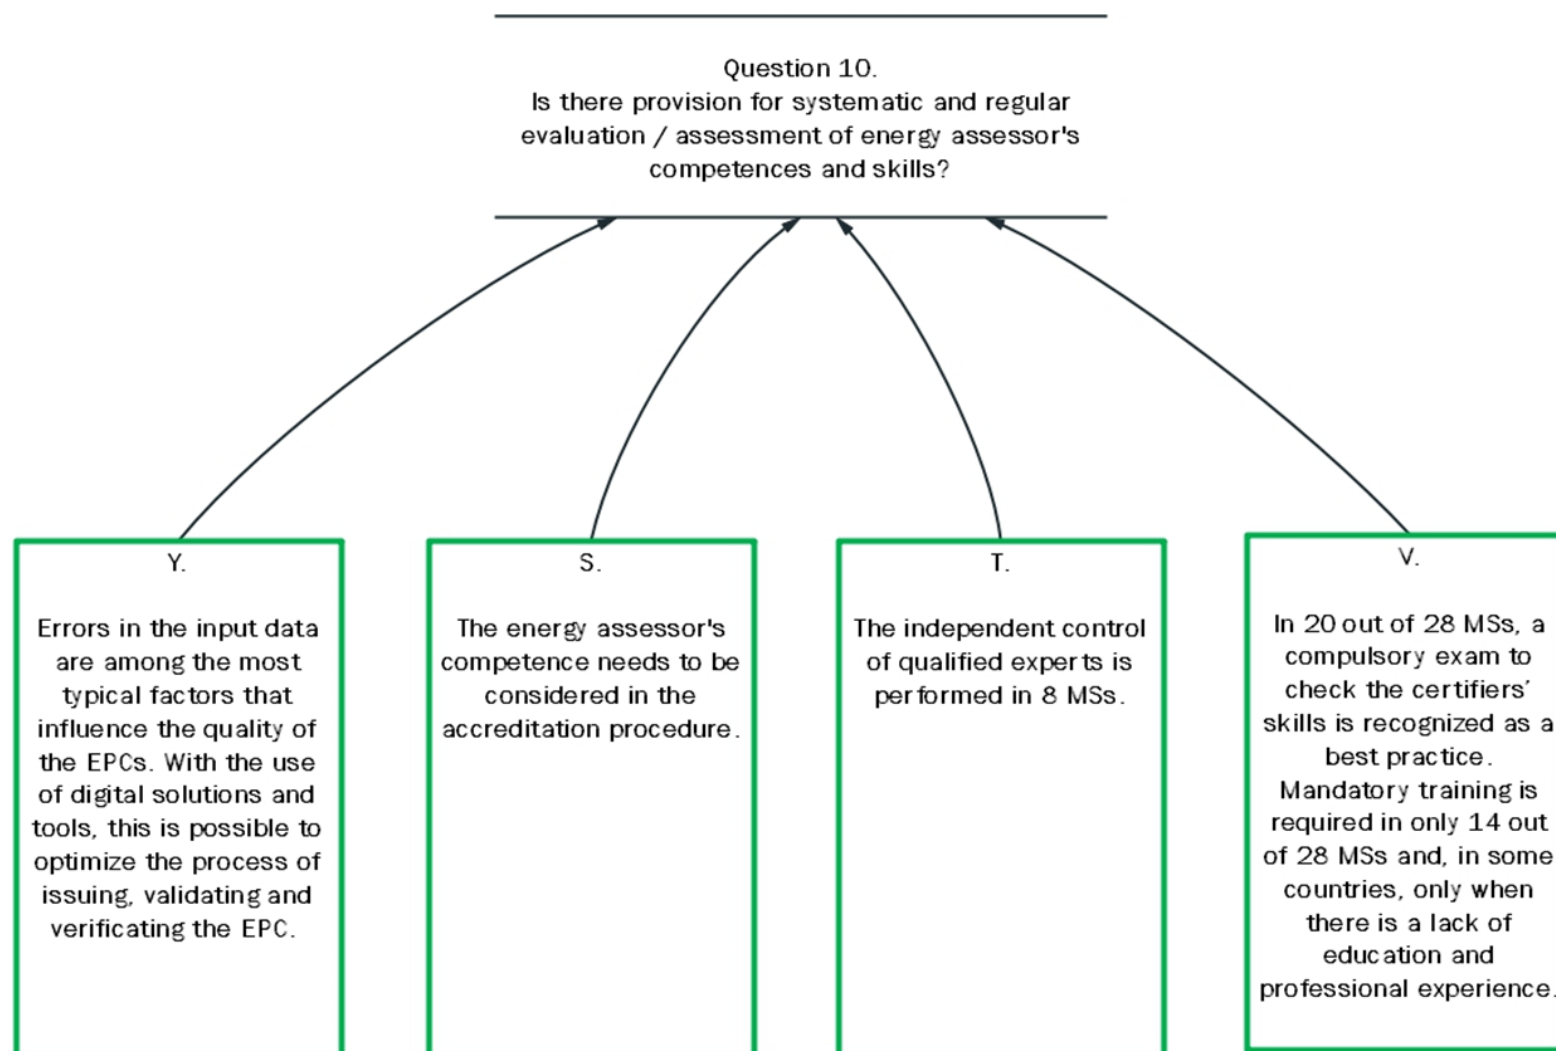 Question 10.
Is there provision for systematic and regular
evaluation / assessment of energy assessor's
competences and skills?
Y.
Errors in the input data
are among the most
typical factors that
influence the quality of
the EPCs. With the use
of digital solutions and
tools, this is possible to
optimize the process of
issuing, validating and
verificating the EPC.
S.
The energy assessor's
competence needs to be
considered in the
accreditation procedure.
T.
The independent control
of qualified experts is
performed in 8 MSs.
V.
In 20 out of 28 MSs, a
compulsory exam to
check the certifiers’
skills is recognized as a
best practice.
Mandatory training is
required in only 14 out
of 28 MSs and, in some
countries, only when
there is a lack of
education and
professional experience.